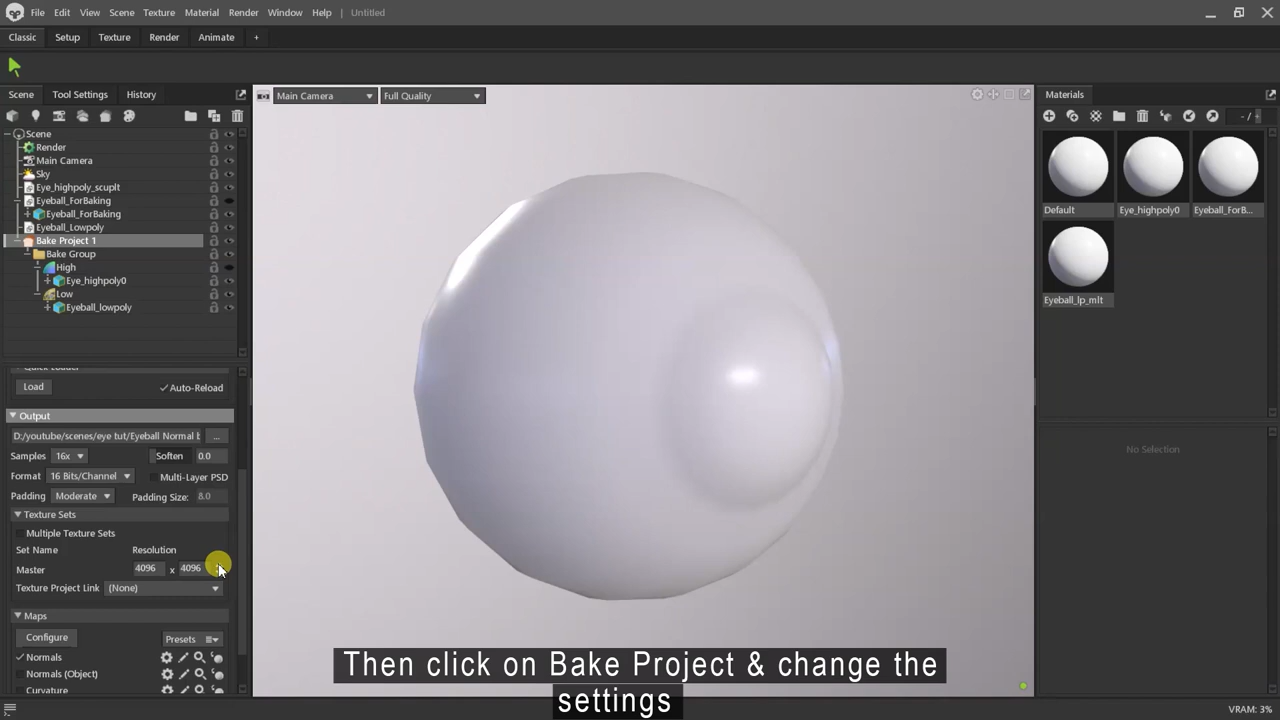 File Edit View Scene Texture Material Render Window Help Untitled
Classic Setup Texture Render Animate +
Scene Tool Settings History
Main Camera Full Quality
Materials
- /
Scene
Render
Main Camera
Sky
Eye_highpoly_scuplt
Eyeball_ForBaking
Eyeball_ForBaking
Eyeball_Lowpoly
Bake Project 1
Bake Group
High
Eye_highpoly0
Low
Eyeball_lowpoly
Default Eye_highpoly0 Eyeball_ForB...
Eyeball_lp_mlt
No Selection
Load Auto-Reload
Output
D:/youtube/scenes/eye tut/Eyeball Normal ...
Samples 16x Soften 0.0
Format 16 Bits/Channel Multi-Layer PSD
Padding Moderate Padding Size: 8.0
Texture Sets
Multiple Texture Sets
Set Name Resolution
Master 4096 x 4096
Texture Project Link (None)
Maps
Configure Presets
Normals
Normals (Object)
Curvature
Then click on Bake Project & change the
settings
VRAM: 3%